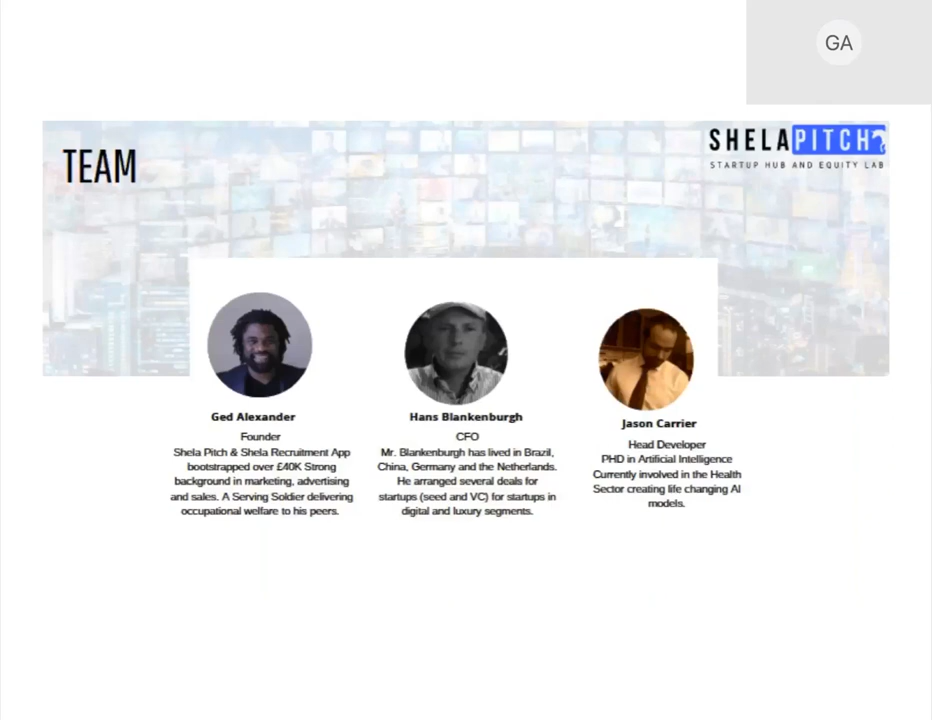 GA
SHELAPITCH
STARTUP HUB AND EQUITY LAB
TEAM
Ged Alexander
Founder
Shela Pitch & Shela Recruitment App
bootstrapped over £40K Strong
background in marketing, advertising
and sales. A Serving Soldier delivering
occupational welfare to his peers.
Hans Blankenburgh
CFO
Mr. Blankenburgh has lived in Brazil,
China, Germany and the Netherlands.
He arranged several deals for
startups (seed and VC) for startups in
digital and luxury segments.
Jason Carrier
Head Developer
PHD in Artificial Intelligence
Currently involved in the Health
Sector creating life changing AI
models.